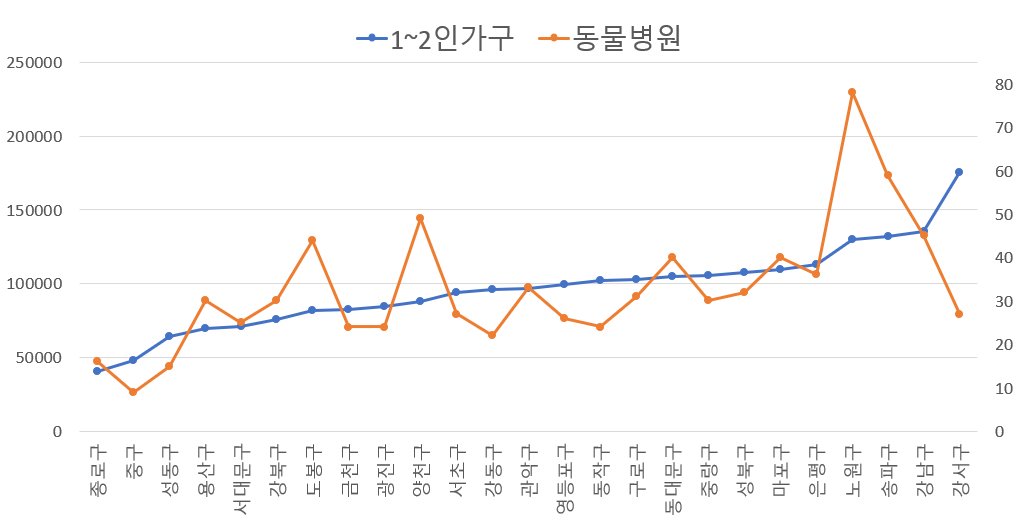 1~2인가구 동물병원
250000
200000
150000
100000
50000
0
80
70
60
50
40
30
20
10
0
종로구
중구
성동구
용산구
서대문구
강북구
도봉구
금천구
광진구
양천구
서초구
강동구
관악구
영등포구
동작구
구로구
동대문구
중랑구
성북구
마포구
은평구
노원구
송파구
강남구
강서구